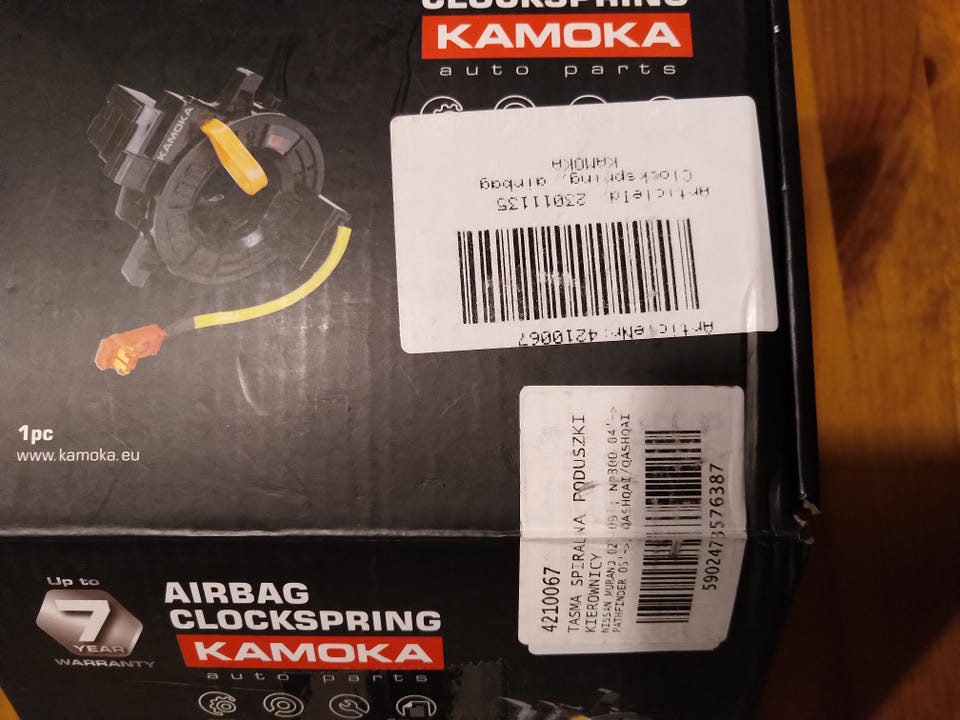 CLOCKSPRING
KAMOKA
auto parts
KAMOKA
ArticleNr:4210067
ArticleId: 23011135
Clockspring, airbag
KAMOKA
1pc
www.kamoka.eu
4210067
TASMA SPIRALNA PODUSZKI
KIEROWNICY
NISSAN MURANO 02'-08'; NP300 04'->
PATHFINDER 05'->, QASHQAI/QASHQAI
5902473576387
Up to
7
YEAR
WARRANTY
AIRBAG
CLOCKSPRING
KAMOKA
auto parts